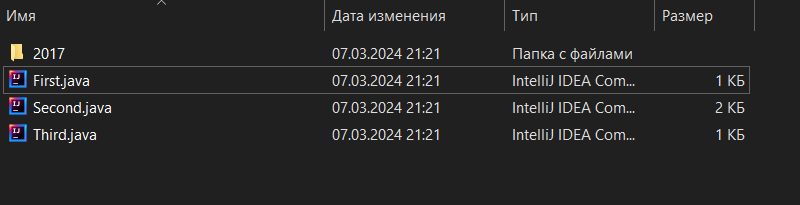 Имя Дата изменения Тип Размер
2017 07.03.2024 21:21 Папка с файлами
First.java 07.03.2024 21:21 IntelliJ IDEA Com... 1 КБ
Second.java 07.03.2024 21:21 IntelliJ IDEA Com... 2 КБ
Third.java 07.03.2024 21:21 IntelliJ IDEA Com... 1 КБ